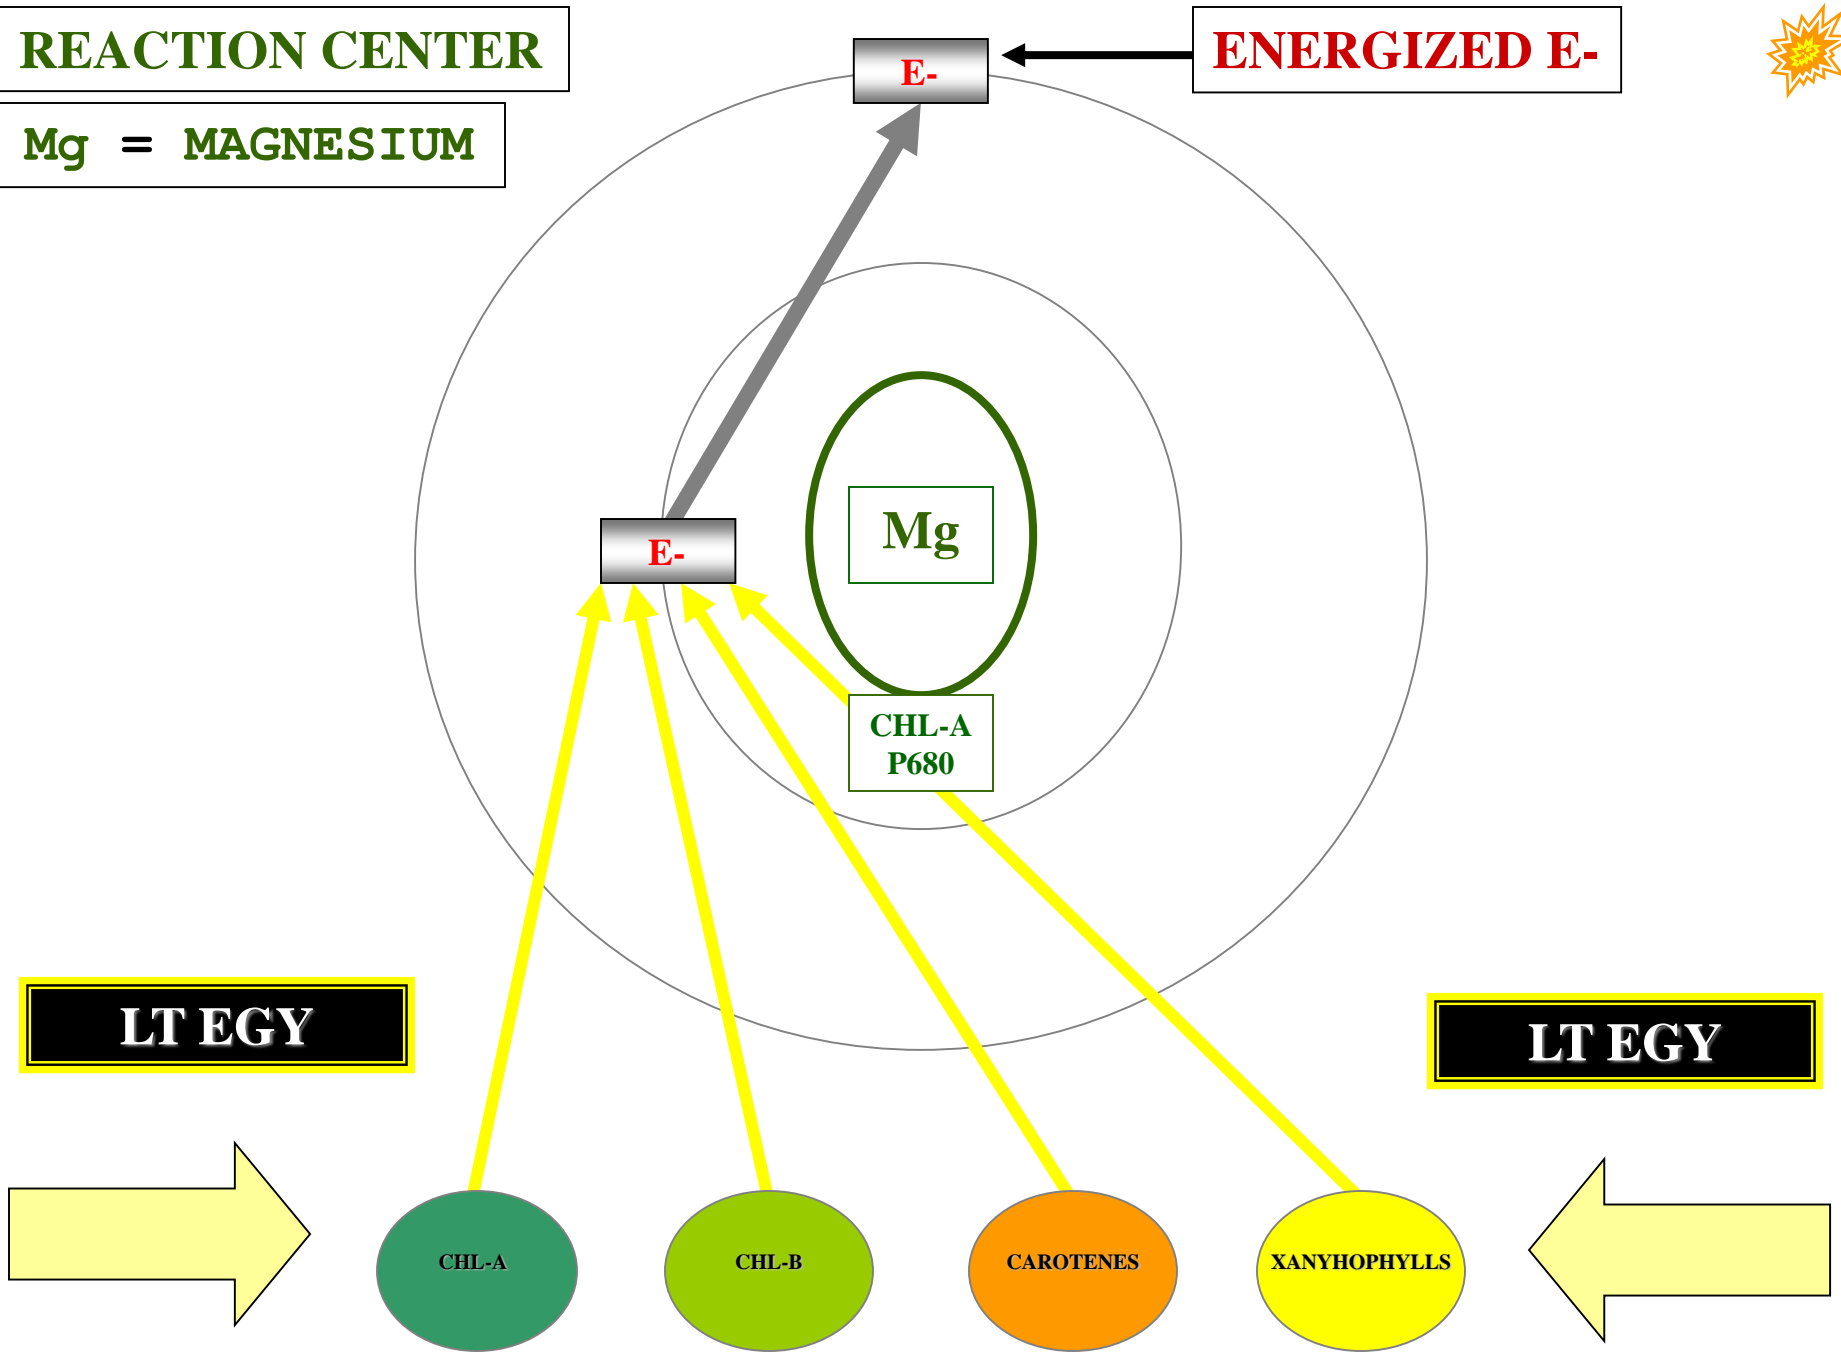 REACTION CENTER
E-
ENERGIZED E-
Mg = MAGNESIUM
Mg
E-
CHL-A
P680
LT EGY
LT EGY
CHL-A
CHL-B
CAROTENES
XANYHOPHYLLS